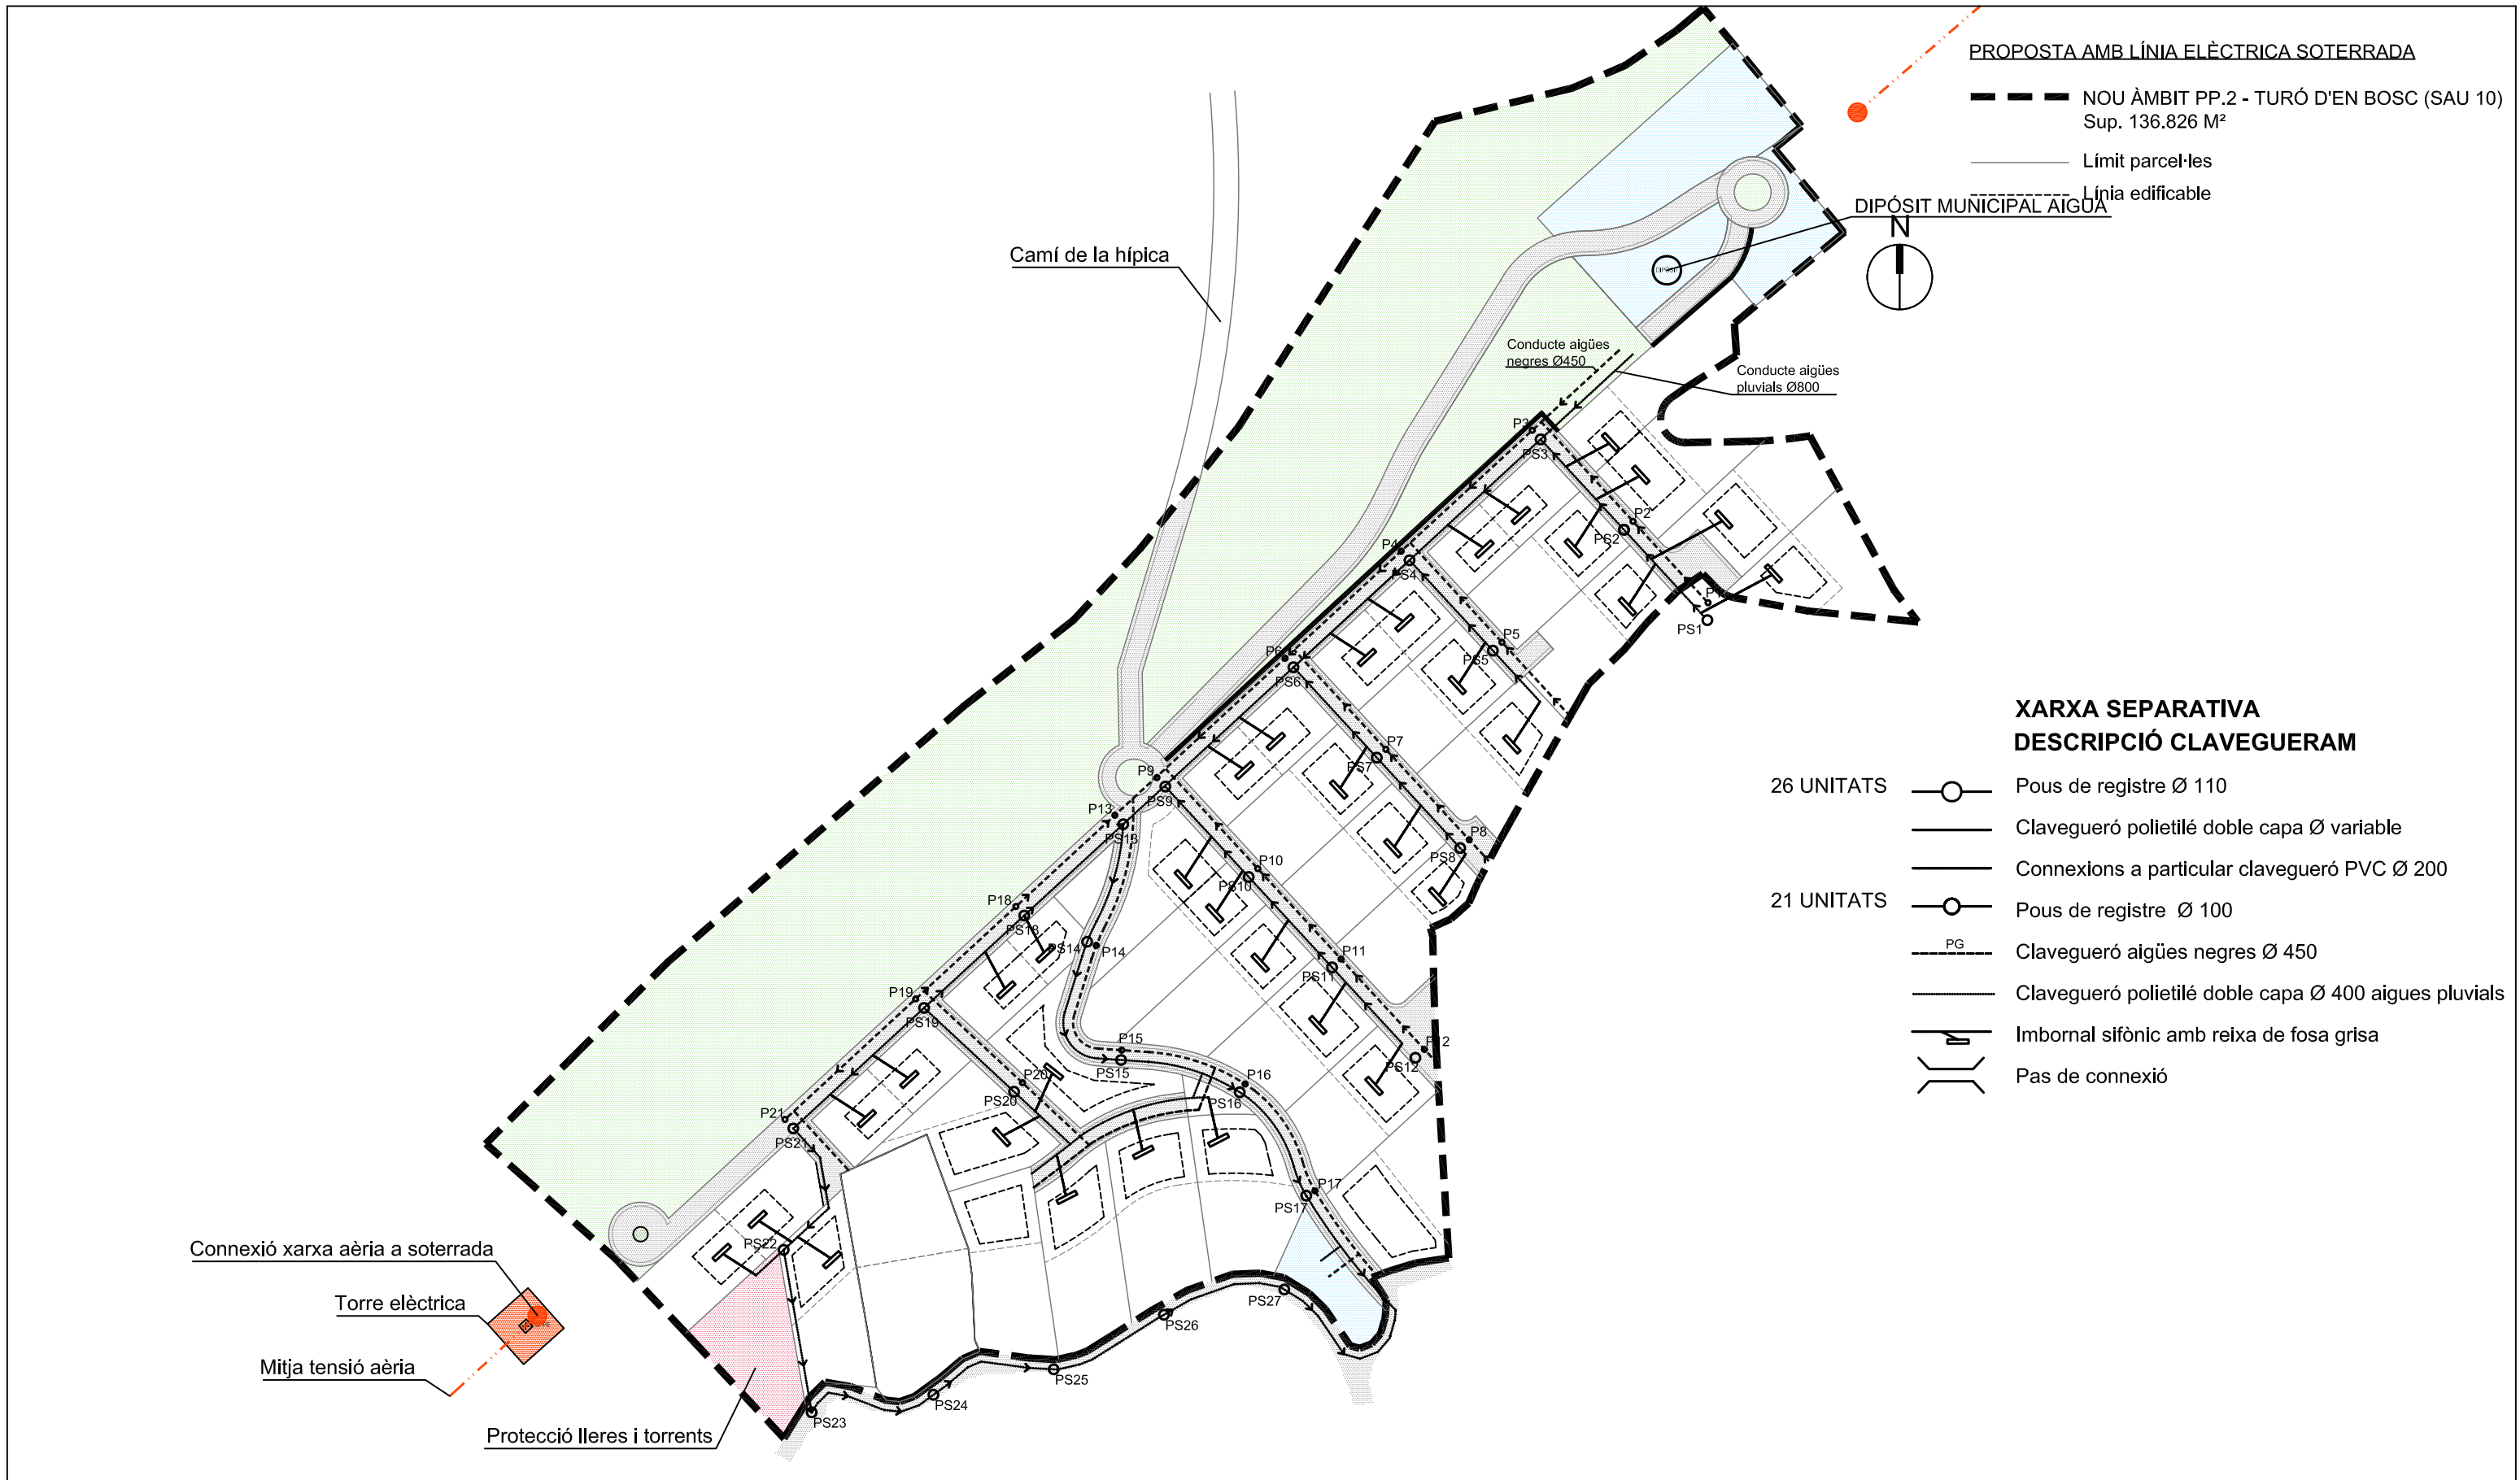 PROPOSTA AMB LÍNIA ELÈCTRICA SOTERRADA
NOU ÀMBIT PP.2 - TURÓ D'EN BOSC (SAU 10)
Sup. 136.826 M²
Límit parcel·les
Línia edificable
DIPÓSIT MUNICIPAL AIGUA
N
Camí de la hípica
DIPÒSIT
Conducte aigües
negres Ø450
Conducte aigües
pluvials Ø800
P3
PS3
P2
PS2
P1
PS1
P4
PS4
P5
PS5
P6
PS6
P7
PS7
P8
PS8
P9
PS9
P13
PS13
P10
PS10
P18
PS18
PS14
P14
P11
PS11
P19
PS19
P15
PS15
P12
PS12
P20
PS20
P16
PS16
P21
PS21
P17
PS17
PS22
PS27
PS26
PS25
PS24
PS23
XARXA SEPARATIVA
DESCRIPCIÓ CLAVEGUERAM
26 UNITATS
Pous de registre Ø 110
Clavegueró polietilé doble capa Ø variable
Connexions a particular clavegueró PVC Ø 200
21 UNITATS
Pous de registre Ø 100
PG
Clavegueró aigües negres Ø 450
Clavegueró polietilé doble capa Ø 400 aigues pluvials
Imbornal sifònic amb reixa de fosa grisa
Pas de connexió
Connexió xarxa aèria a soterrada
Torre elèctrica
Mitja tensió aèria
Protecció lleres i torrents